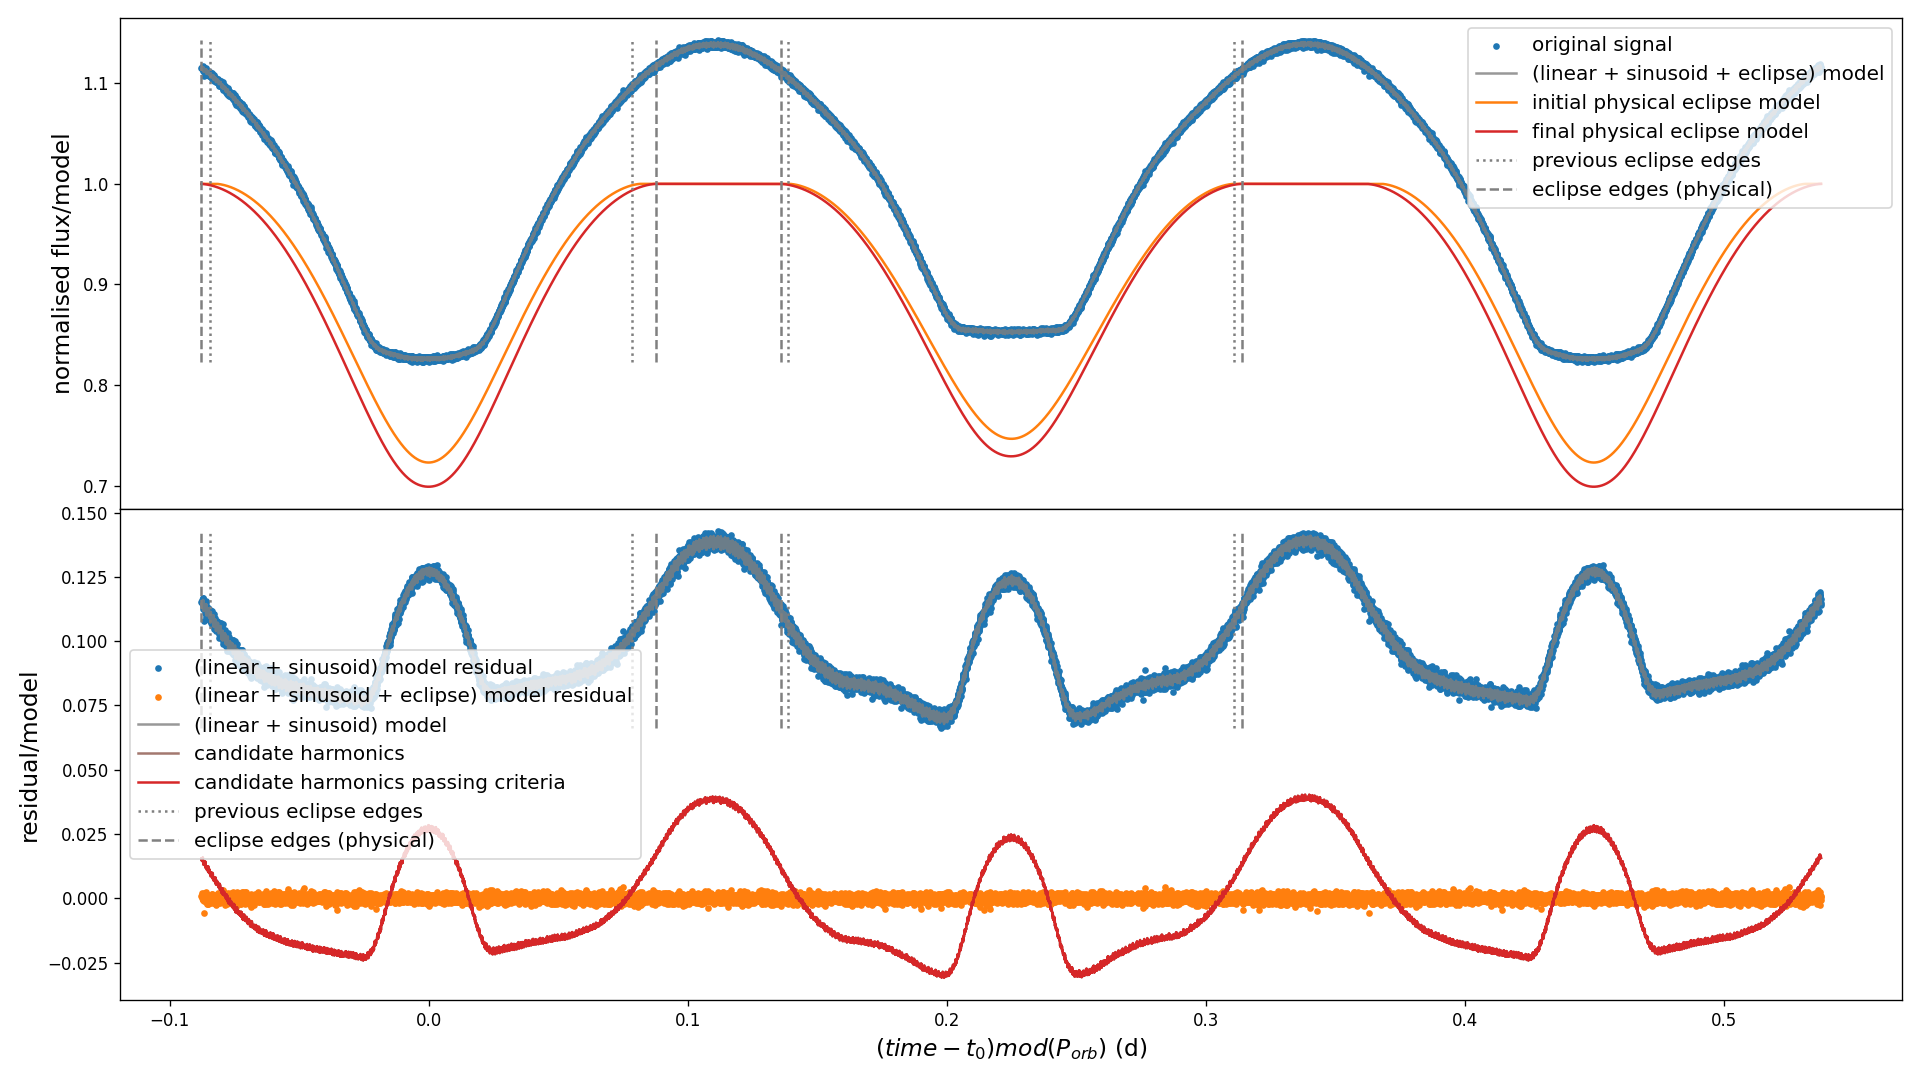 normalised flux/model
1.1
1.0
0.9
0.8
0.7
original signal
(linear + sinusoid + eclipse) model
initial physical eclipse model
final physical eclipse model
previous eclipse edges
eclipse edges (physical)
residual/model
0.150
0.125
0.100
0.075
0.050
0.025
0.000
−0.025
(linear + sinusoid) model residual
(linear + sinusoid + eclipse) model residual
(linear + sinusoid) model
candidate harmonics
candidate harmonics passing criteria
previous eclipse edges
eclipse edges (physical)
−0.1 0.0 0.1 0.2 0.3 0.4 0.5
(time − t₀)mod(P_orb) (d)